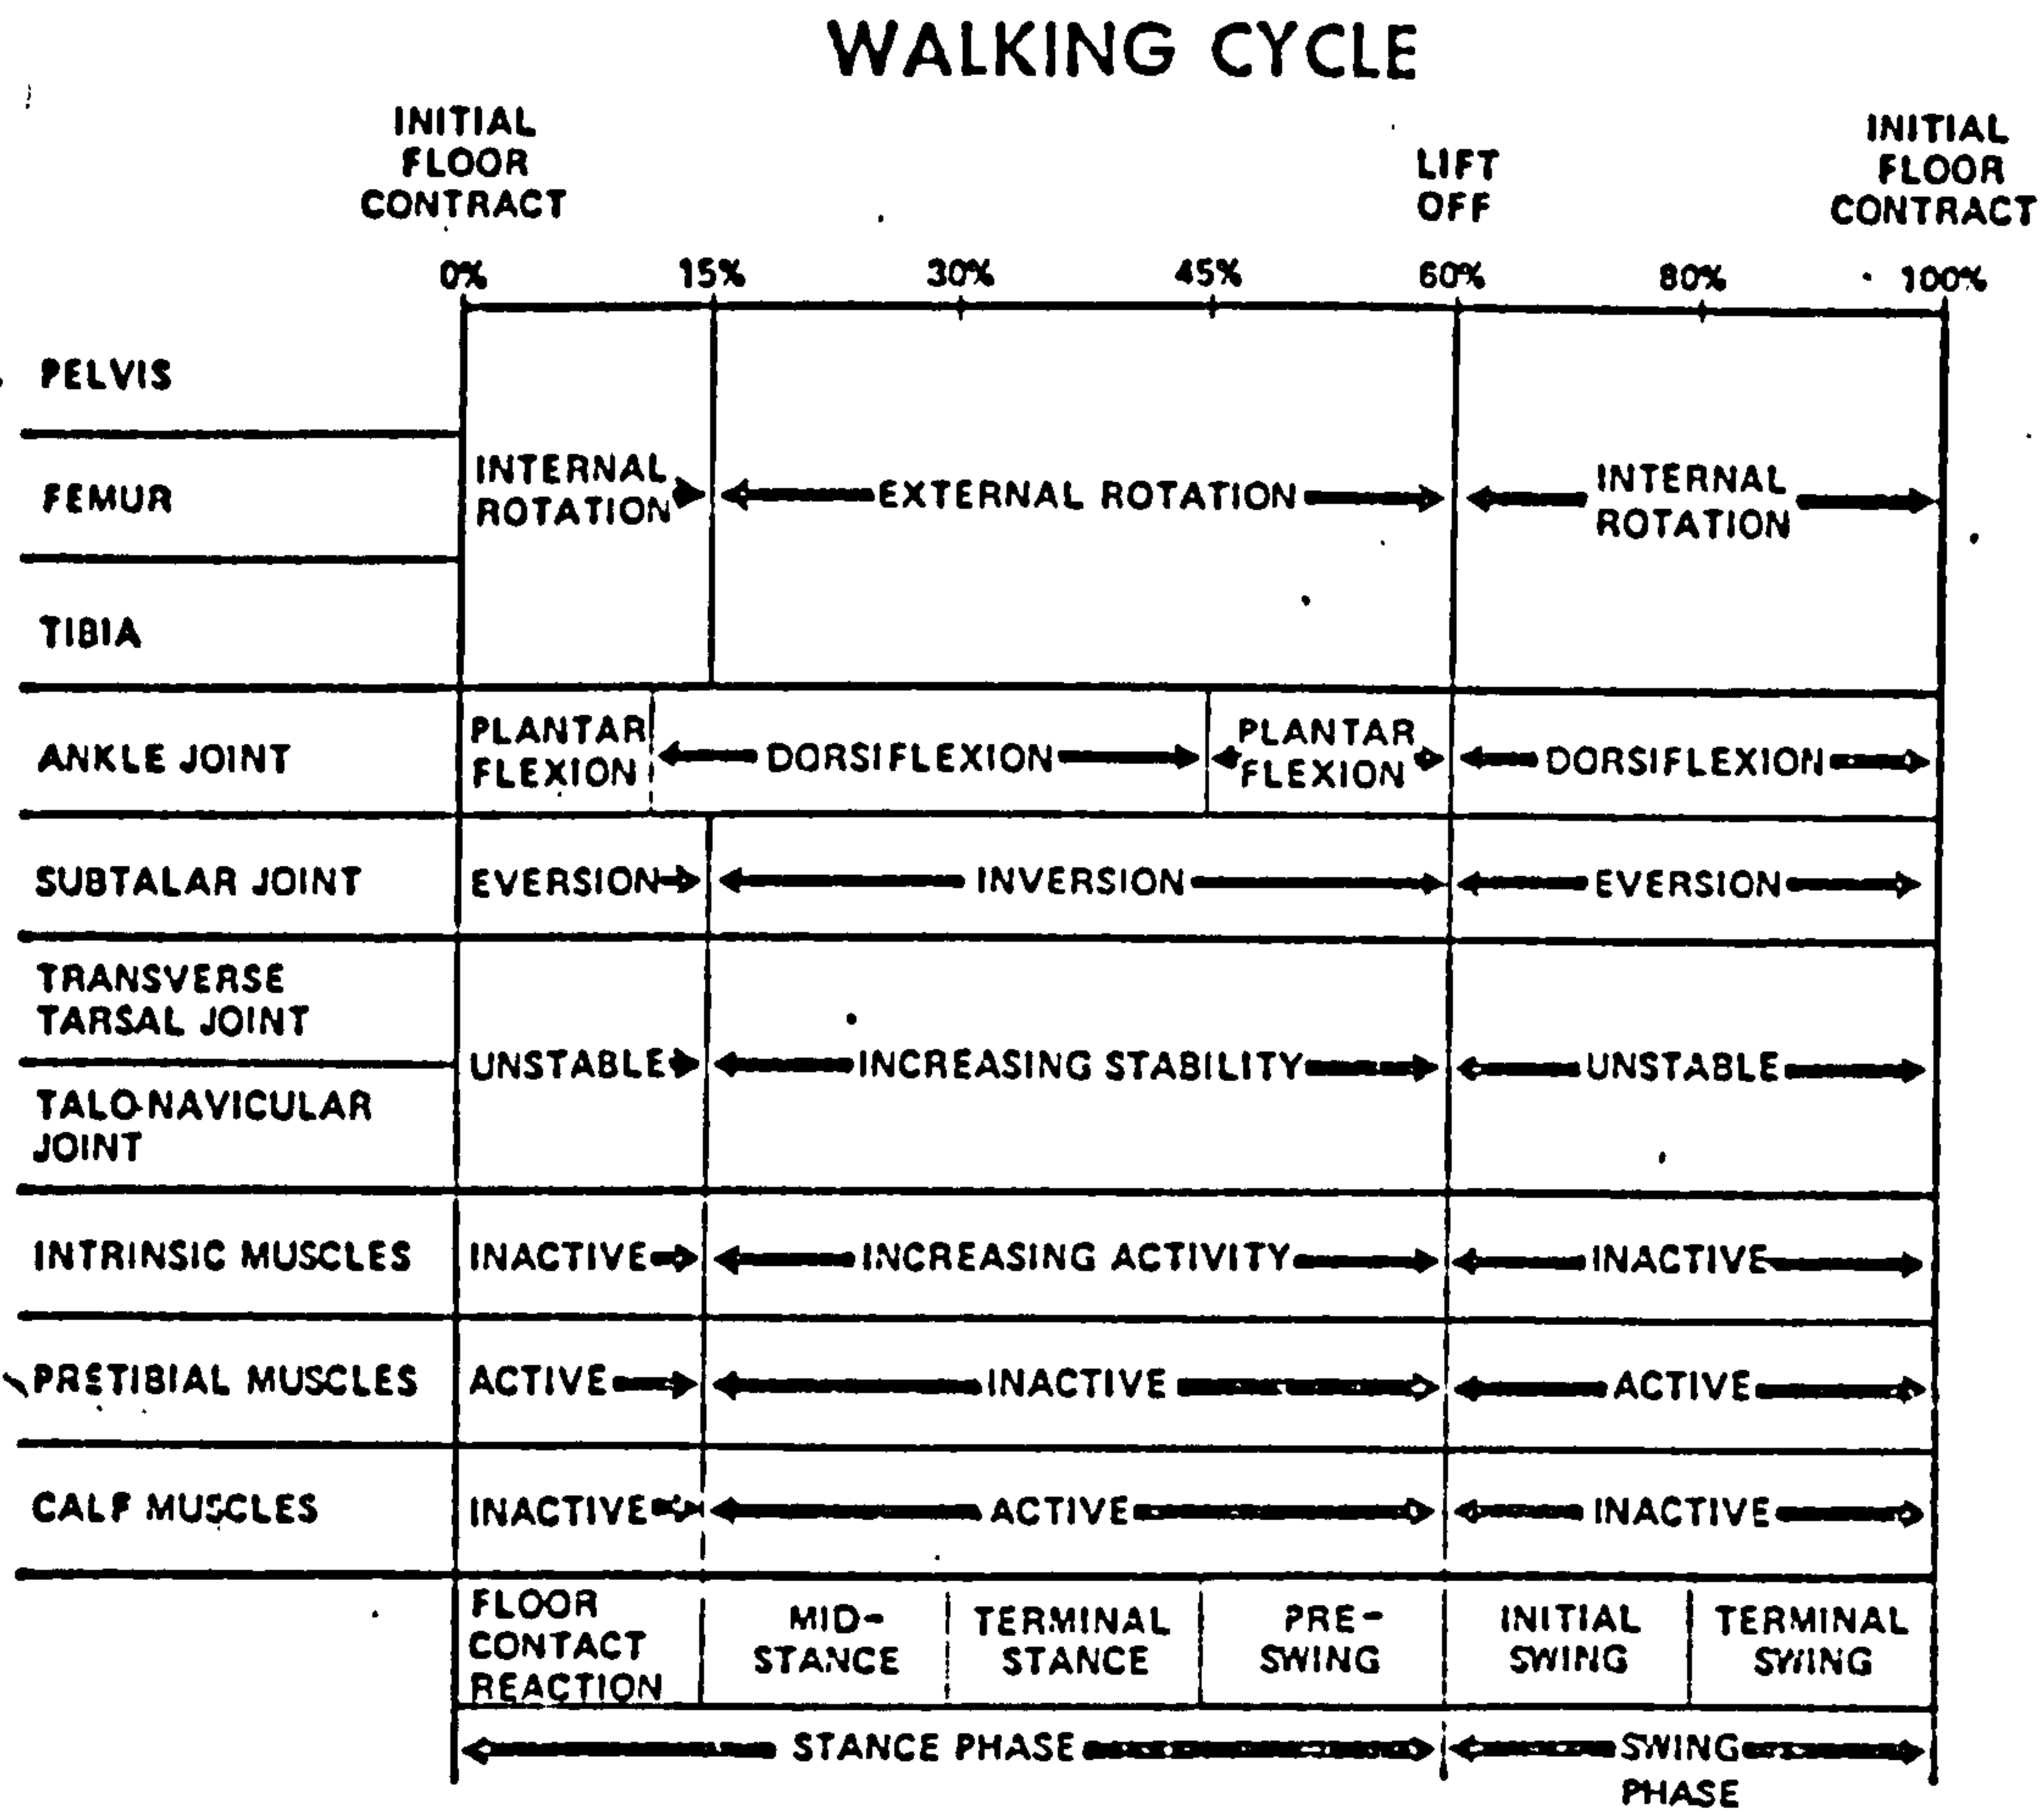 WALKING CYCLE
INITIAL
FLOOR
CONTRACT
LIFT
OFF
INITIAL
FLOOR
CONTRACT
0% 15% 30% 45% 60% 80% 100%
PELVIS
FEMUR
TIBIA
INTERNAL
ROTATION
EXTERNAL ROTATION
INTERNAL
ROTATION
ANKLE JOINT
PLANTAR
FLEXION
DORSIFLEXION
PLANTAR
FLEXION
DORSIFLEXION
SUBTALAR JOINT EVERSION INVERSION EVERSION
TRANSVERSE
TARSAL JOINT
TALO-NAVICULAR
JOINT
UNSTABLE INCREASING STABILITY UNSTABLE
INTRINSIC MUSCLES INACTIVE INCREASING ACTIVITY INACTIVE
PRETIBIAL MUSCLES ACTIVE INACTIVE ACTIVE
CALF MUSCLES INACTIVE ACTIVE INACTIVE
FLOOR
CONTACT
REACTION
MID-
STANCE
TERMINAL
STANCE
PRE-
SWING
INITIAL
SWING
TERMINAL
SWING
STANCE PHASE
SWING
PHASE